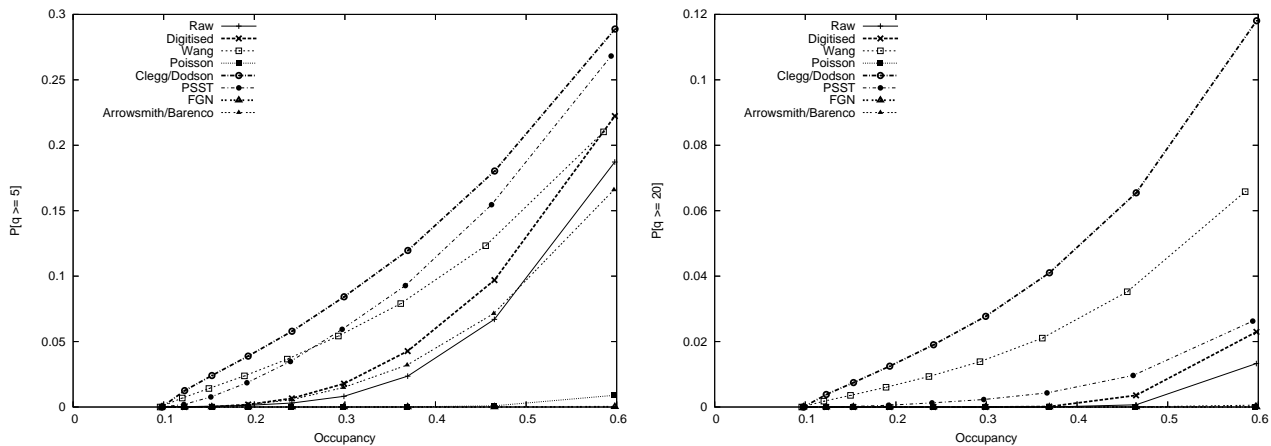 0.3
0.25
0.2
0.15
0.1
0.05
0
P[q >= 5]
0 0.1 0.2 0.3 0.4 0.5 0.6
Occupancy
Raw
Digitised
Wang
Poisson
Clegg/Dodson
PSST
FGN
Arrowsmith/Barenco
0.12
0.1
0.08
0.06
0.04
0.02
0
P[q >= 20]
0 0.1 0.2 0.3 0.4 0.5 0.6
Occupancy
Raw
Digitised
Wang
Poisson
Clegg/Dodson
PSST
FGN
Arrowsmith/Barenco